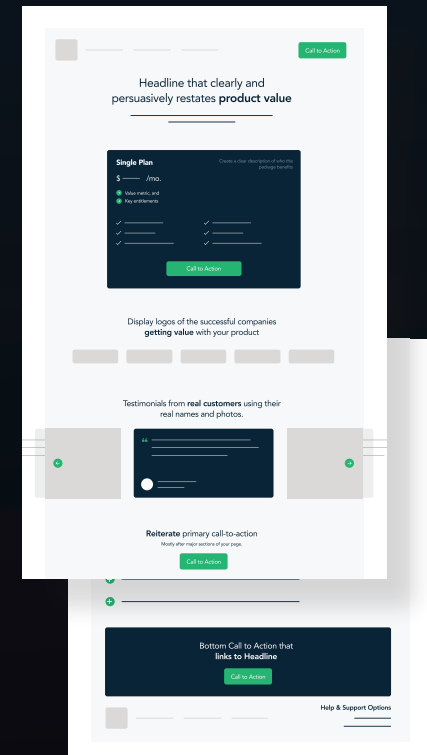 Call to Action
Headline that clearly and
persuasively restates product value
Single Plan
Create a clear description of who this
package benefits
$ /mo.
Value metric, and
Key entitlements
Call to Action
Display logos of the successful companies
getting value with your product
Testimonials from real customers using their
real names and photos.
“
Reiterate primary call-to-action
Mostly after major sections of your page.
Call to Action
Bottom Call to Action that
links to Headline
Call to Action
Help & Support Options